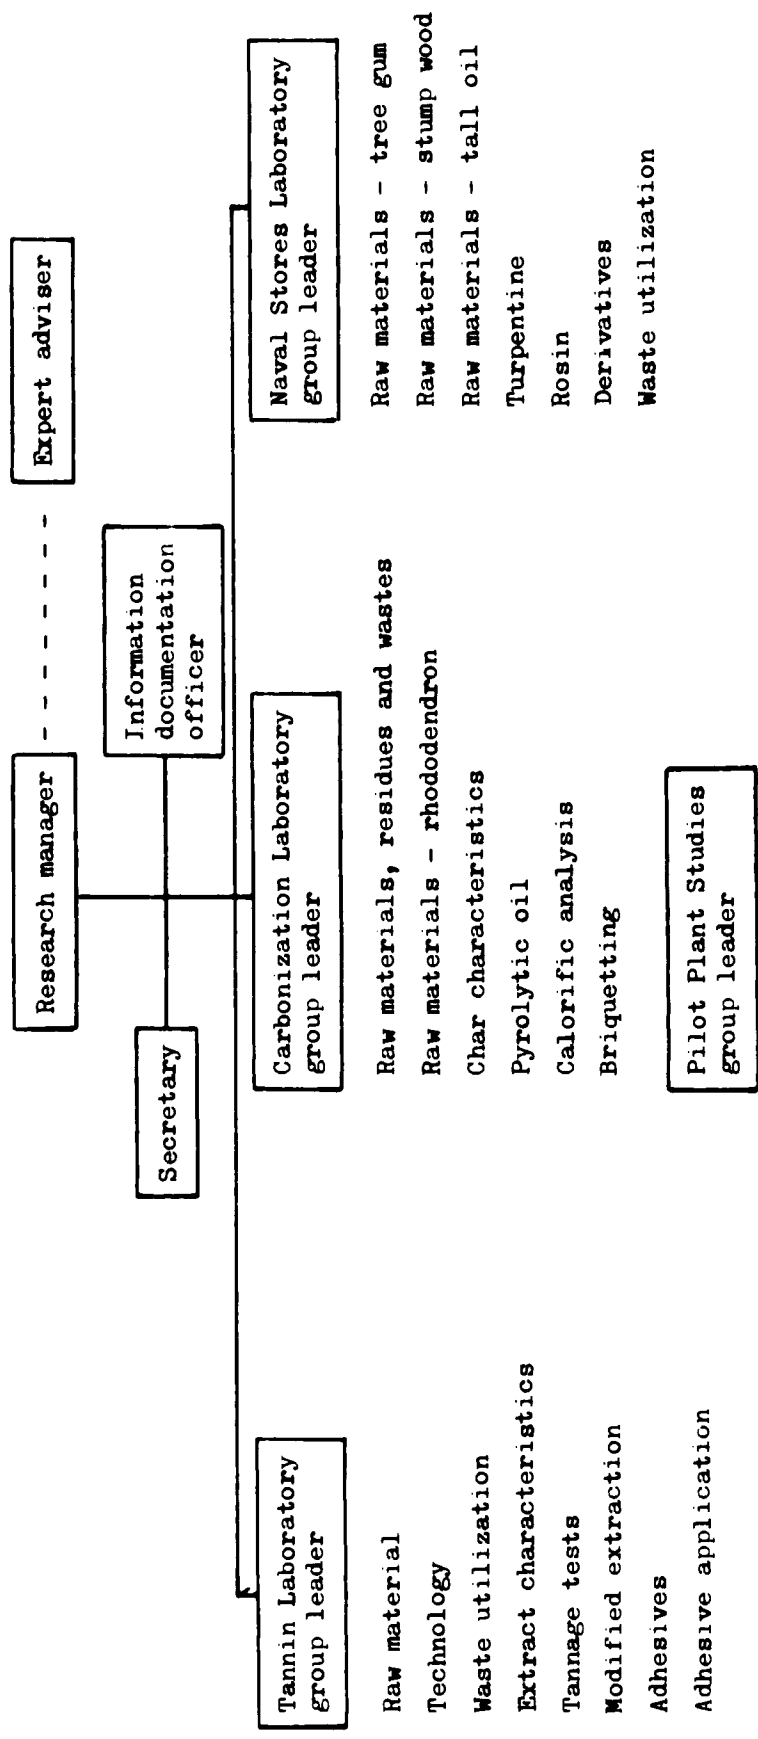 Research manager
Expert adviser
Information
documentation
officer
Secretary
Tannin Laboratory
group leader
Raw material
Technology
Waste utilization
Extract characteristics
Tannage tests
Modified extraction
Adhesives
Adhesive application
Carbonization Laboratory
group leader
Raw materials, residues and wastes
Raw materials - rhododendron
Char characteristics
Pyrolytic oil
Calorific analysis
Briquetting
Pilot Plant Studies
group leader
Naval Stores Laboratory
group leader
Raw materials - tree gum
Raw materials - stump wood
Raw materials - tall oil
Turpentine
Rosin
Derivatives
Waste utilization